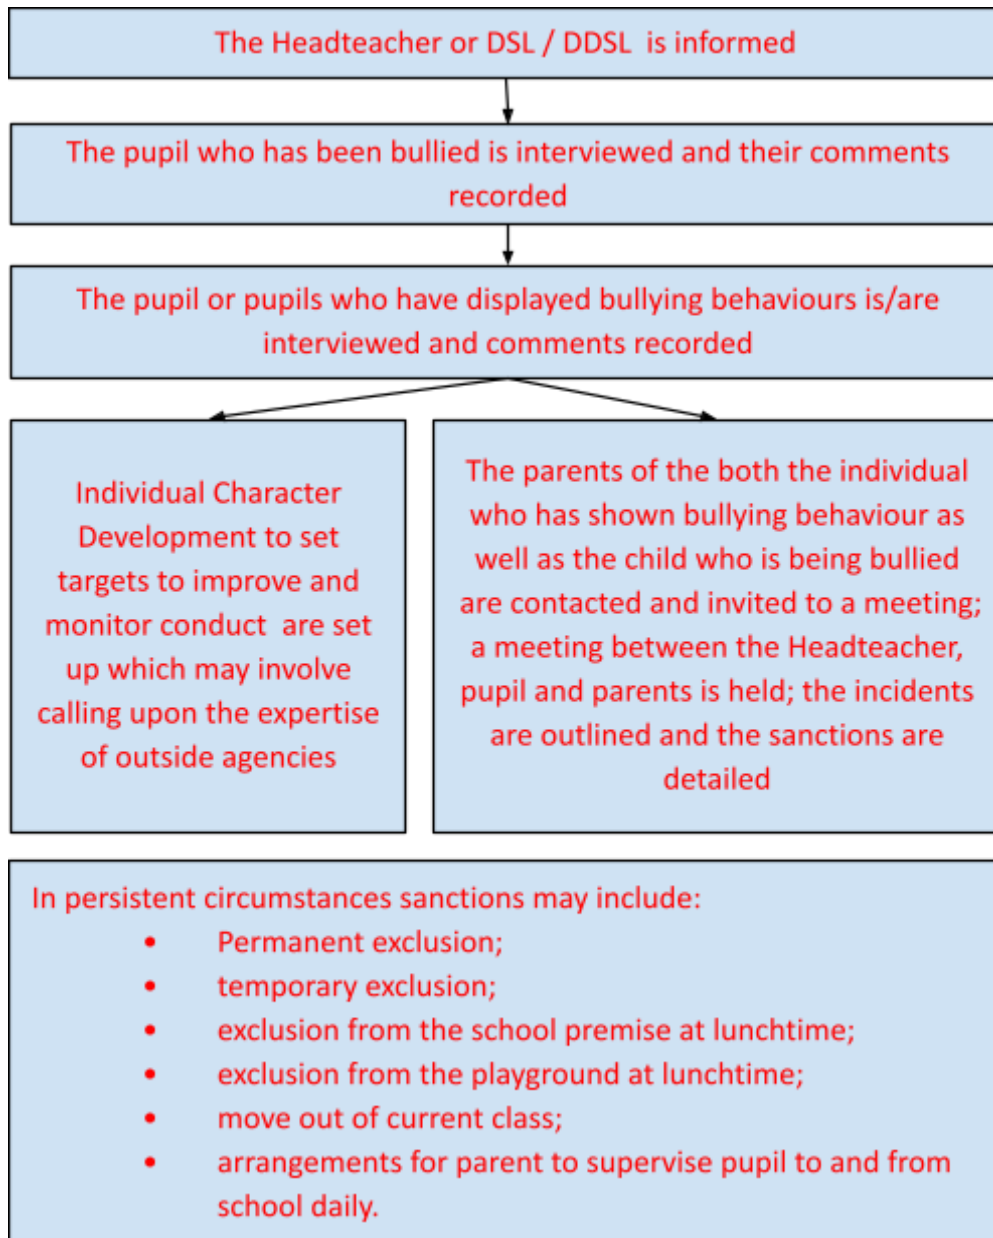 The Headteacher or DSL / DDSL  is informed
The pupil who has been bullied is interviewed and their comments
recorded
The pupil or pupils who have displayed bullying behaviours is/are
interviewed and comments recorded
Individual Character
Development to set
targets to improve and
monitor conduct  are set
up which may involve
calling upon the expertise
of outside agencies
The parents of the both the individual
who has shown bullying behaviour as
well as the child who is being bullied
are contacted and invited to a meeting;
a meeting between the Headteacher,
pupil and parents is held; the incidents
are outlined and the sanctions are
detailed
In persistent circumstances sanctions may include:
• Permanent exclusion;
• temporary exclusion;
• exclusion from the school premise at lunchtime;
• exclusion from the playground at lunchtime;
• move out of current class;
• arrangements for parent to supervise pupil to and from
school daily.